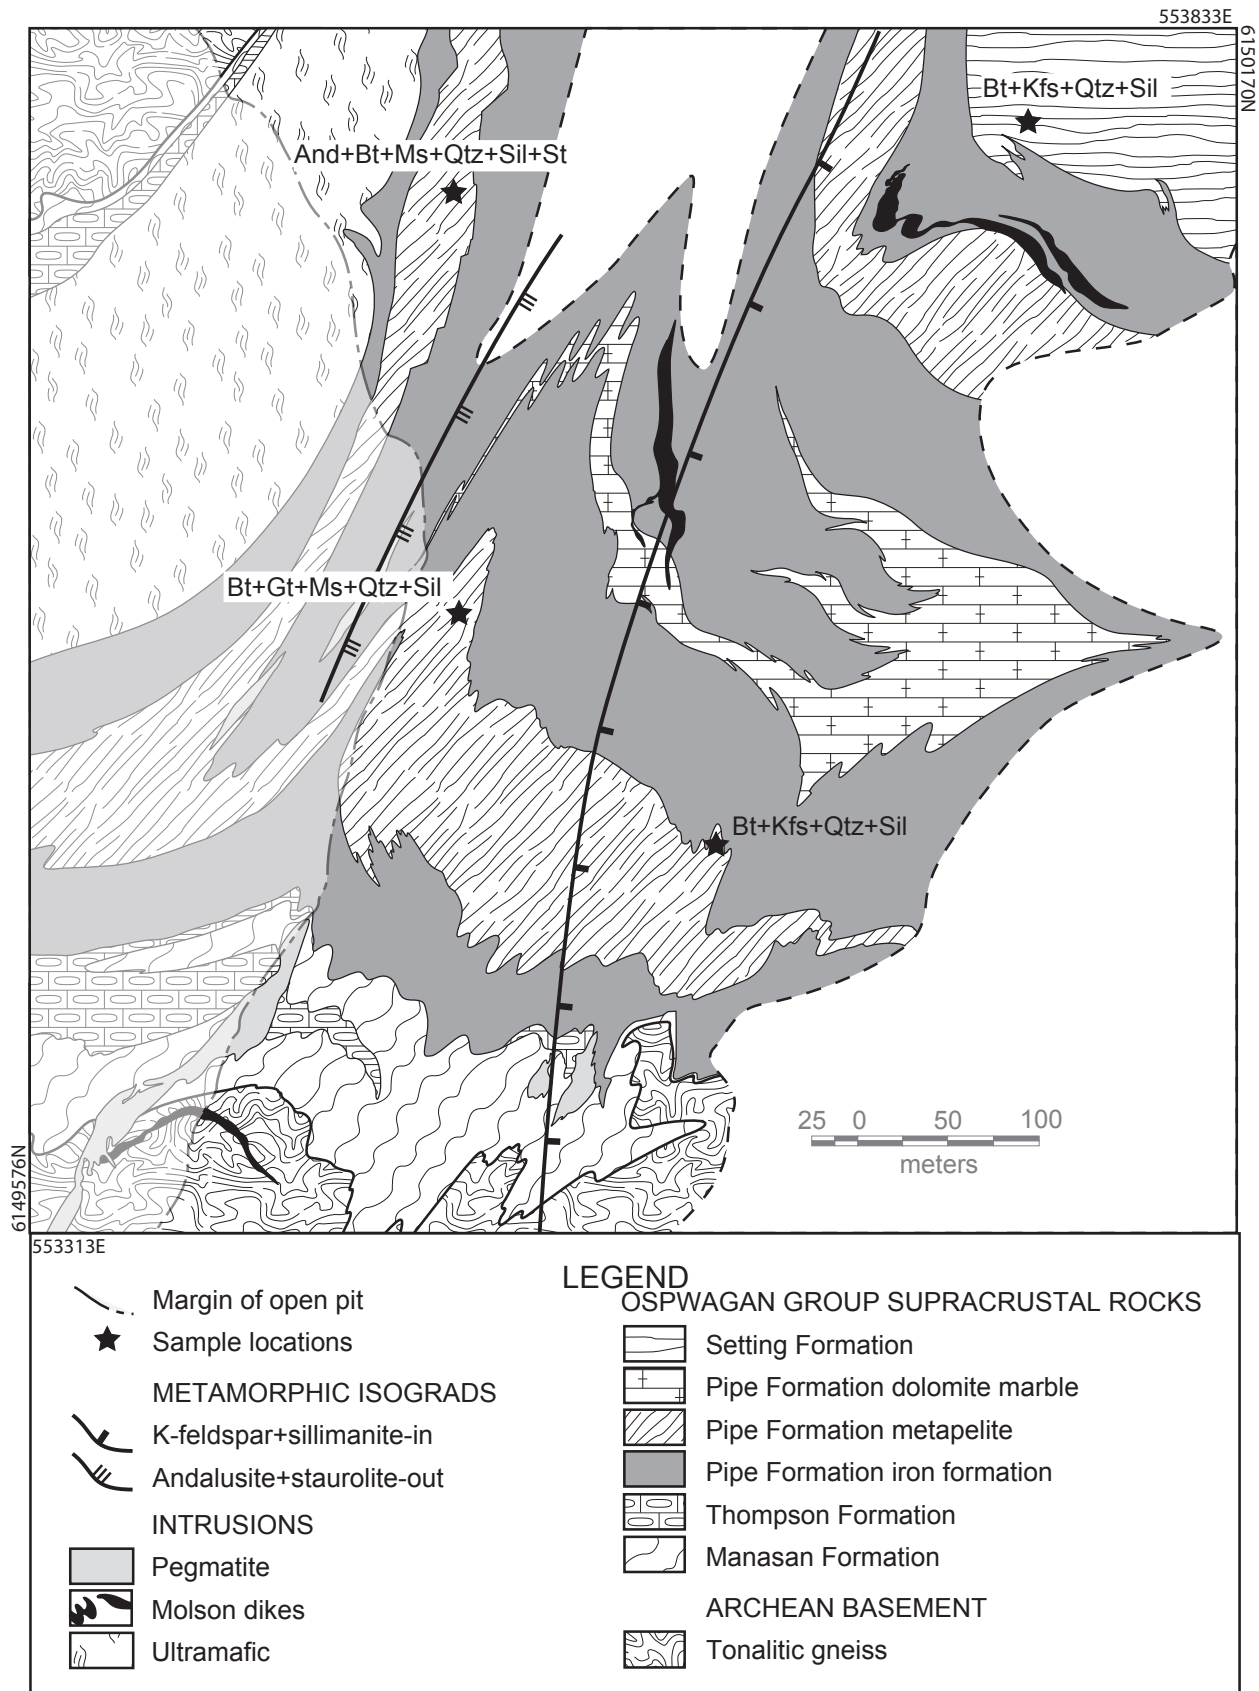 553833E
6150170N
Bt+Kfs+Qtz+Sil
And+Bt+Ms+Qtz+Sil+St
Bt+Gt+Ms+Qtz+Sil
Bt+Kfs+Qtz+Sil
25 0 50 100
meters
6149576N
553313E
LEGEND
Margin of open pit
Sample locations
METAMORPHIC ISOGRADS
K-feldspar+sillimanite-in
Andalusite+staurolite-out
INTRUSIONS
Pegmatite
Molson dikes
Ultramafic
OSPWAGAN GROUP SUPRACRUSTAL ROCKS
Setting Formation
Pipe Formation dolomite marble
Pipe Formation metapelite
Pipe Formation iron formation
Thompson Formation
Manasan Formation
ARCHEAN BASEMENT
Tonalitic gneiss